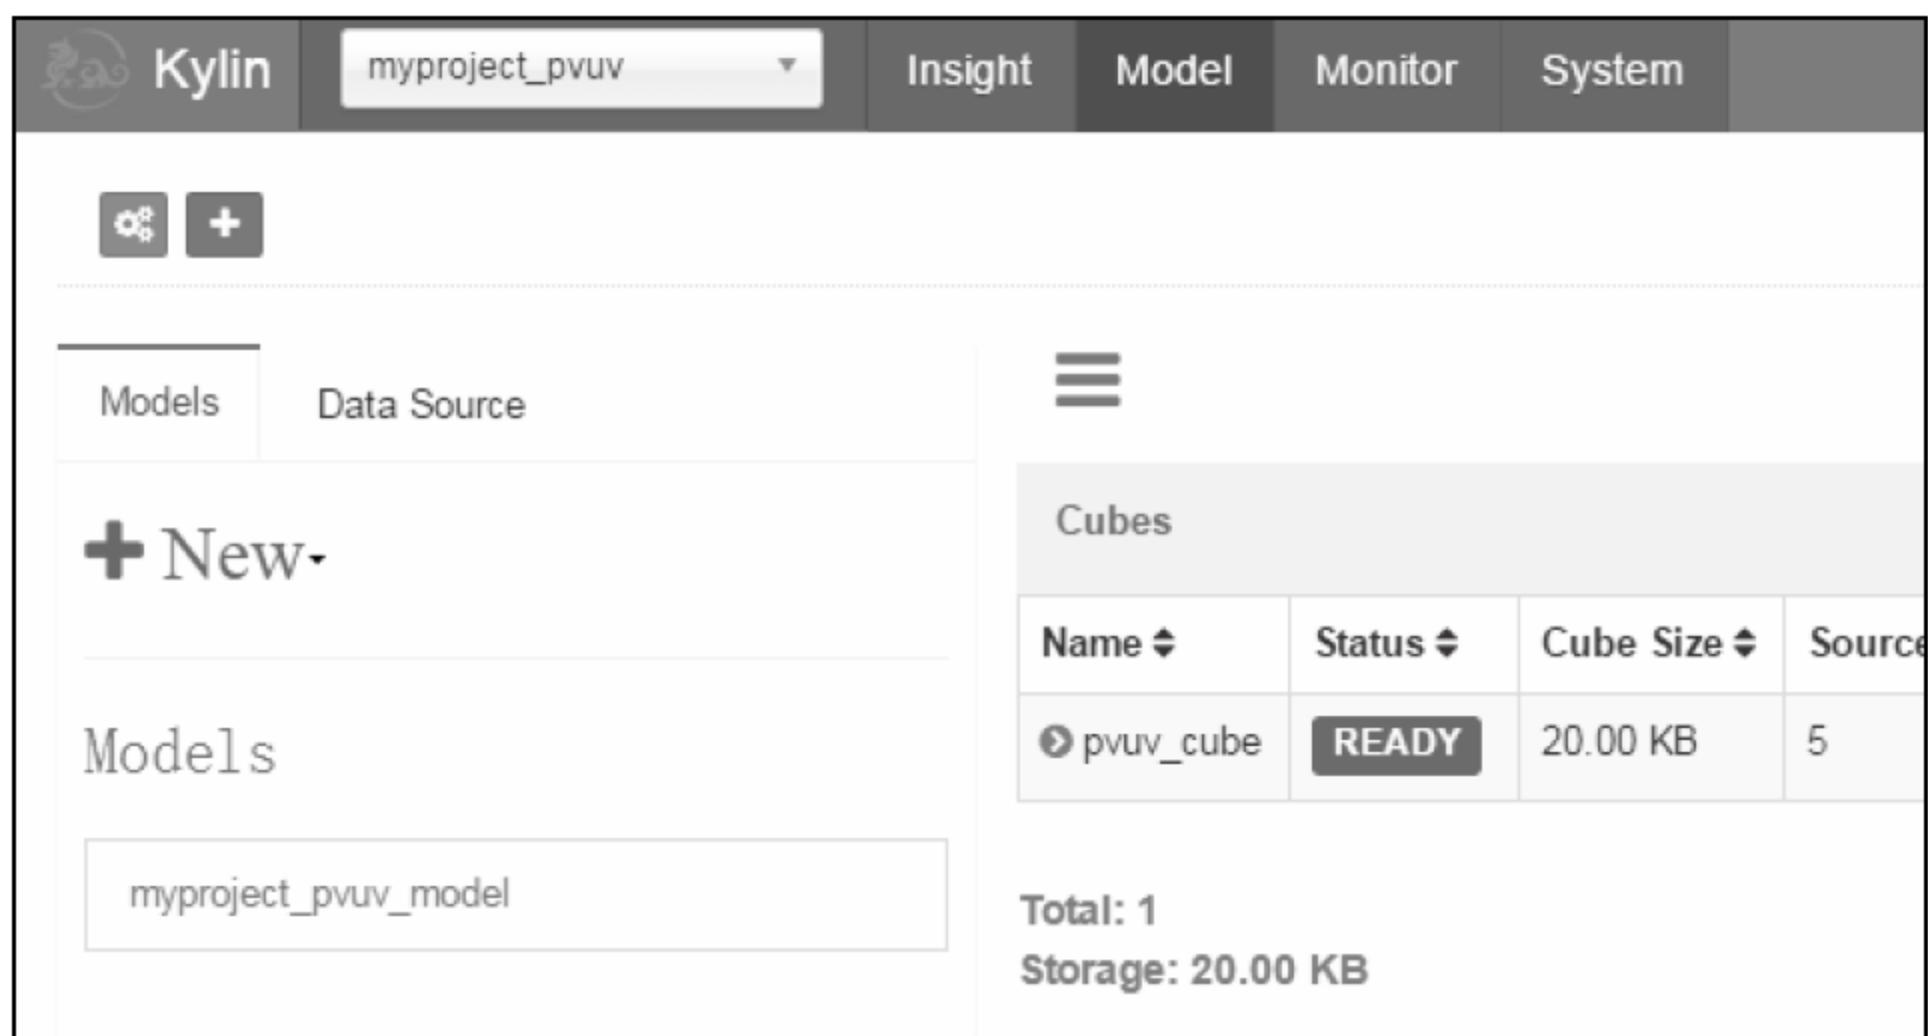 Kylin myproject_pvuv Insight Model Monitor System
Models Data Source
New
Models
myproject_pvuv_model
Cubes
Name Status Cube Size Source
pvuv_cube READY 20.00 KB 5
Total: 1
Storage: 20.00 KB